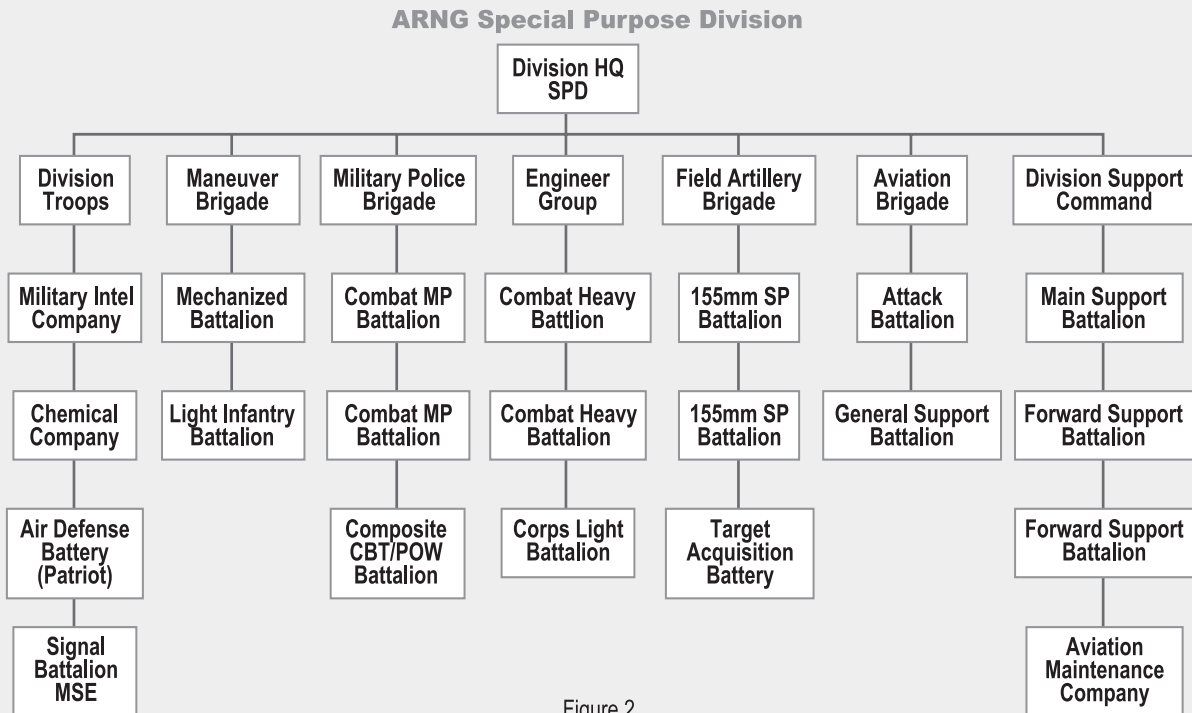 ARNG Special Purpose Division
Division HQ
SPD
Division
Troops
Maneuver
Brigade
Military Police
Brigade
Engineer
Group
Field Artillery
Brigade
Aviation
Brigade
Division Support
Command
Military Intel
Company
Mechanized
Battalion
Combat MP
Battalion
Combat Heavy
Battlion
155mm SP
Battalion
Attack
Battalion
Main Support
Battalion
Chemical
Company
Light Infantry
Battalion
Combat MP
Battalion
Combat Heavy
Battalion
155mm SP
Battalion
General Support
Battalion
Forward Support
Battalion
Air Defense
Battery
(Patriot)
Composite
CBT/POW
Battalion
Corps Light
Battalion
Target
Acquisition
Battery
Forward Support
Battalion
Signal
Battalion
MSE
Aviation
Maintenance
Company
Figure 2